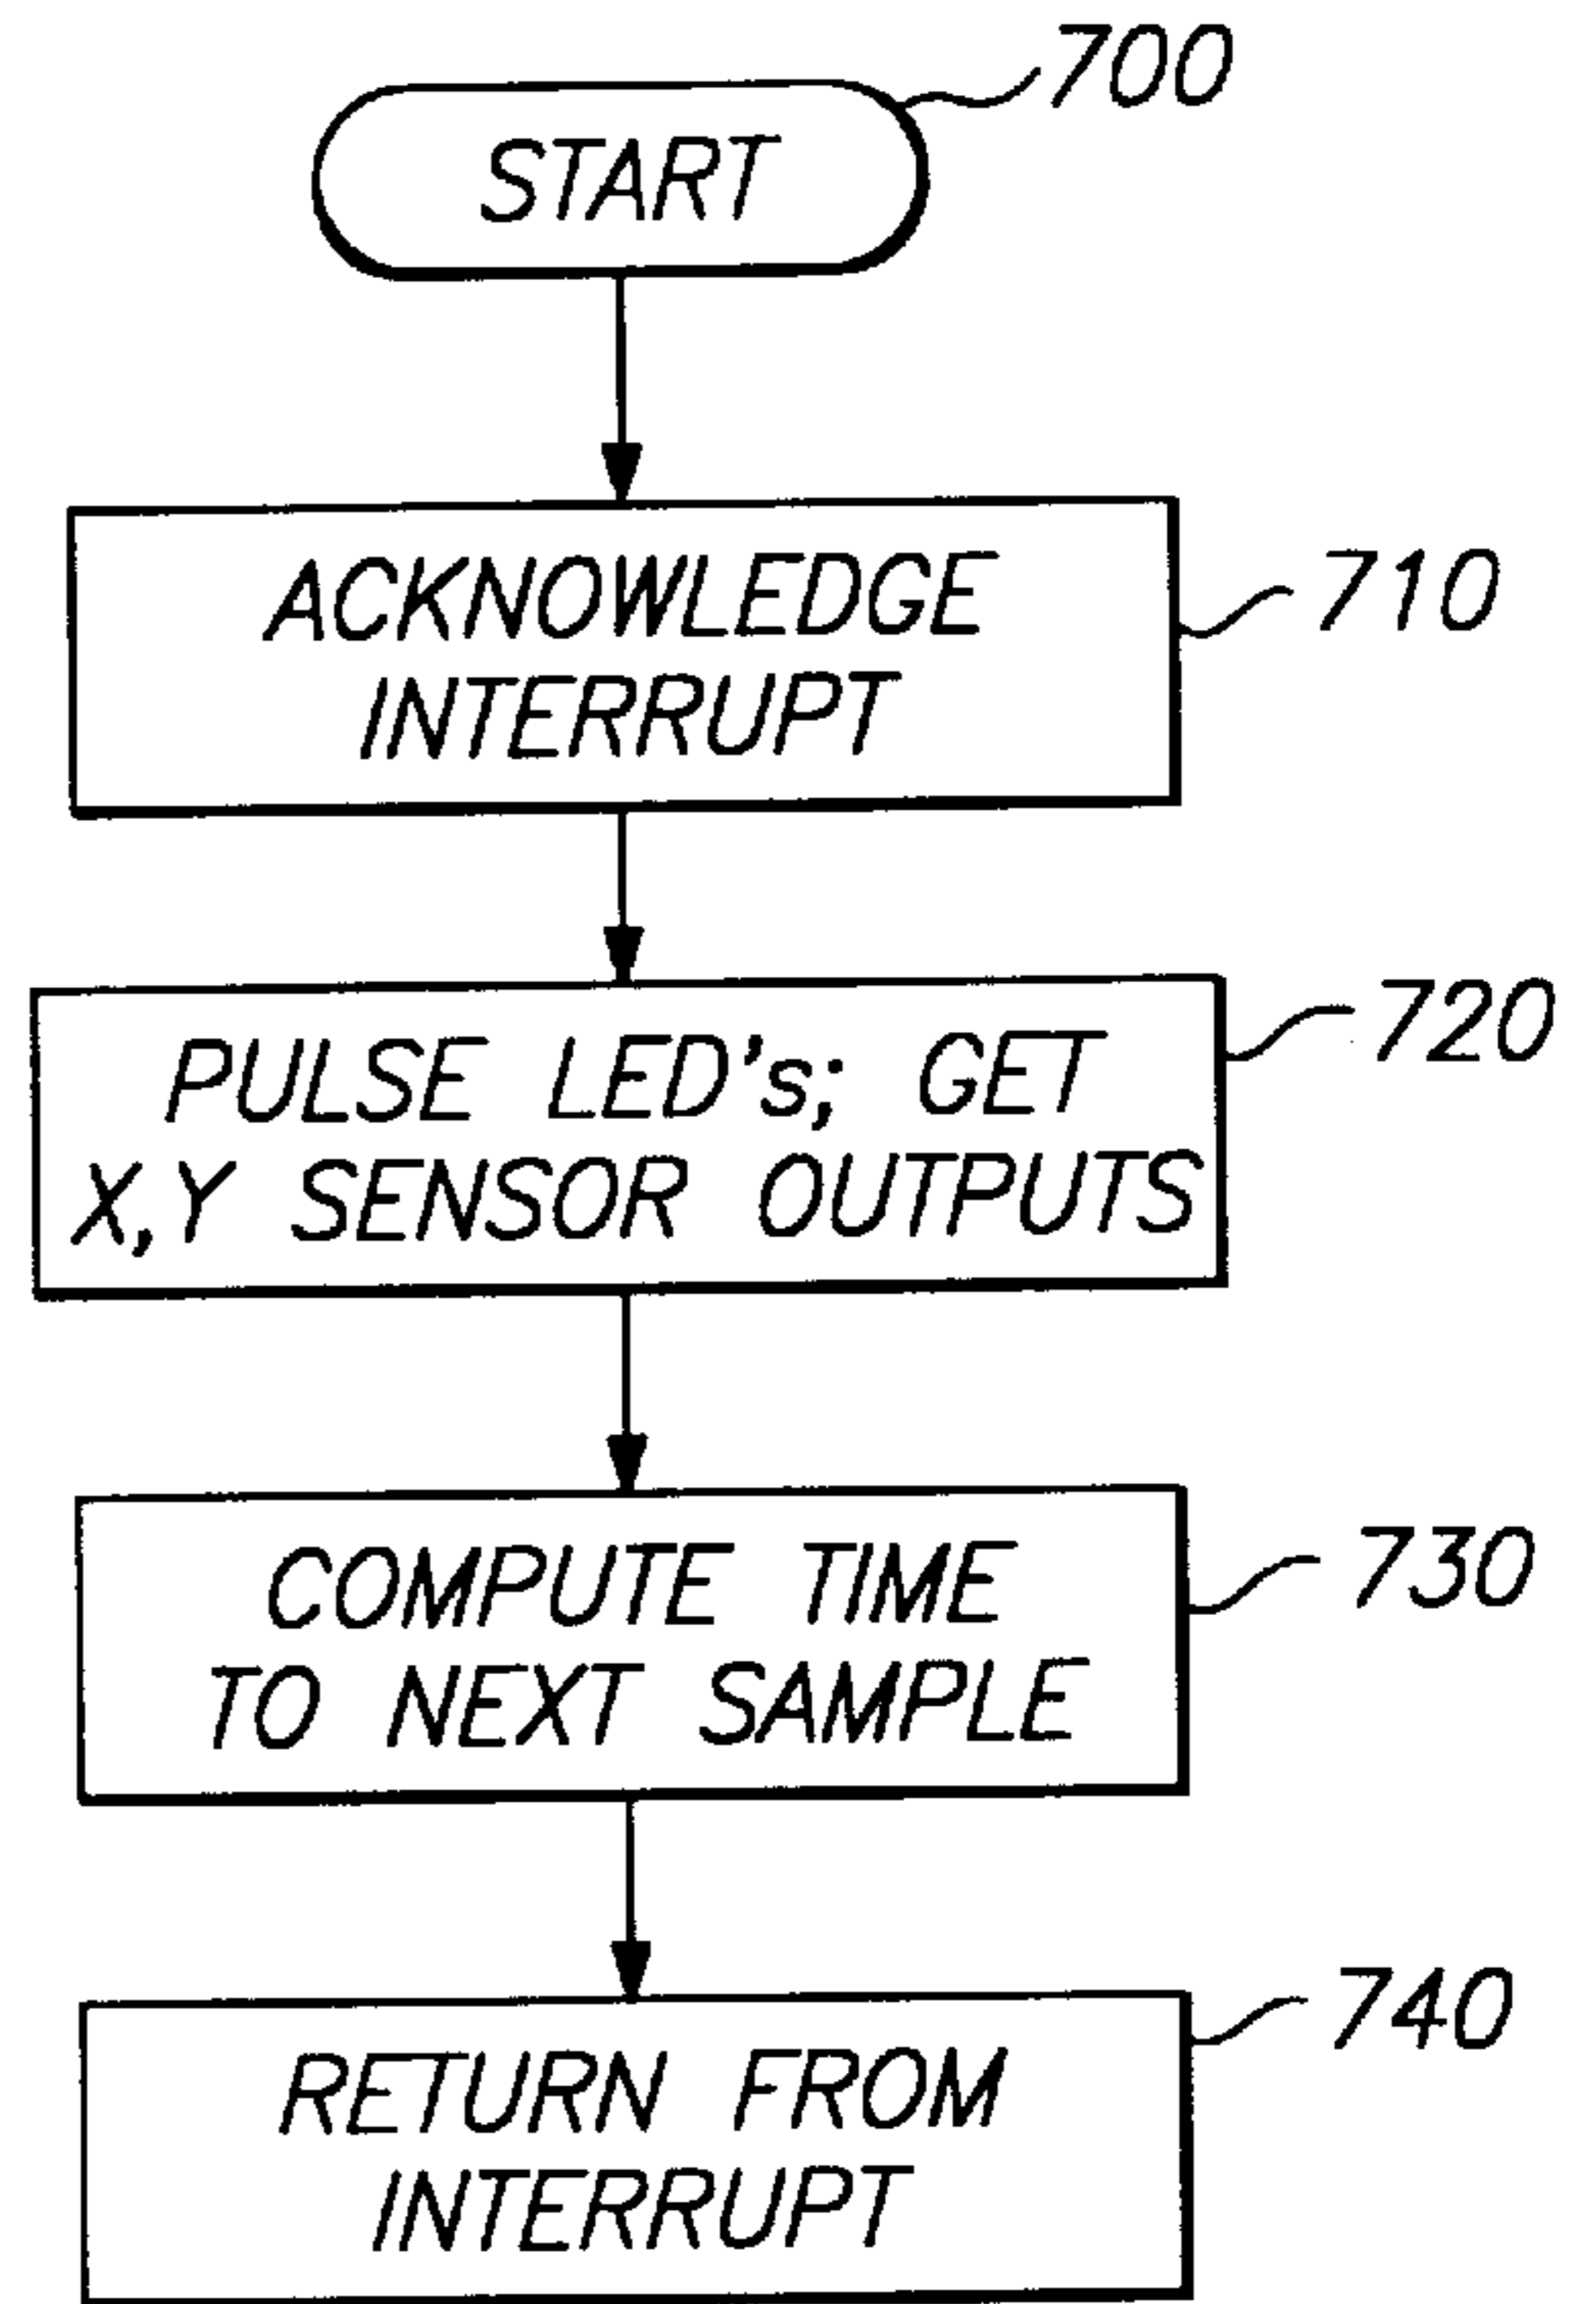 START
700
ACKNOWLEDGE
INTERRUPT
710
PULSE LED's; GET
X,Y SENSOR OUTPUTS
720
COMPUTE TIME
TO NEXT SAMPLE
730
RETURN FROM
INTERRUPT
740